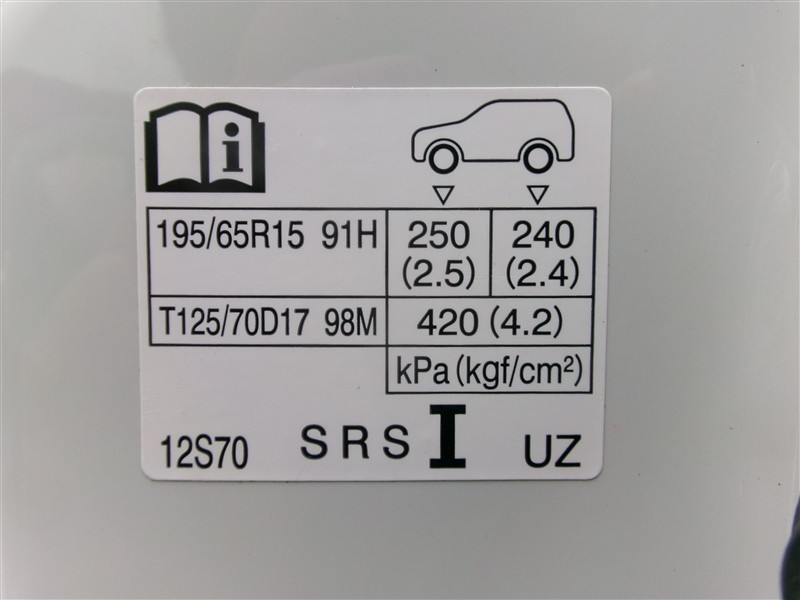 i
195/65R15 91H 250 (2.5) 240 (2.4)
T125/70D17 98M 420 (4.2)
kPa (kgf/cm²)
12S70 SRS I UZ